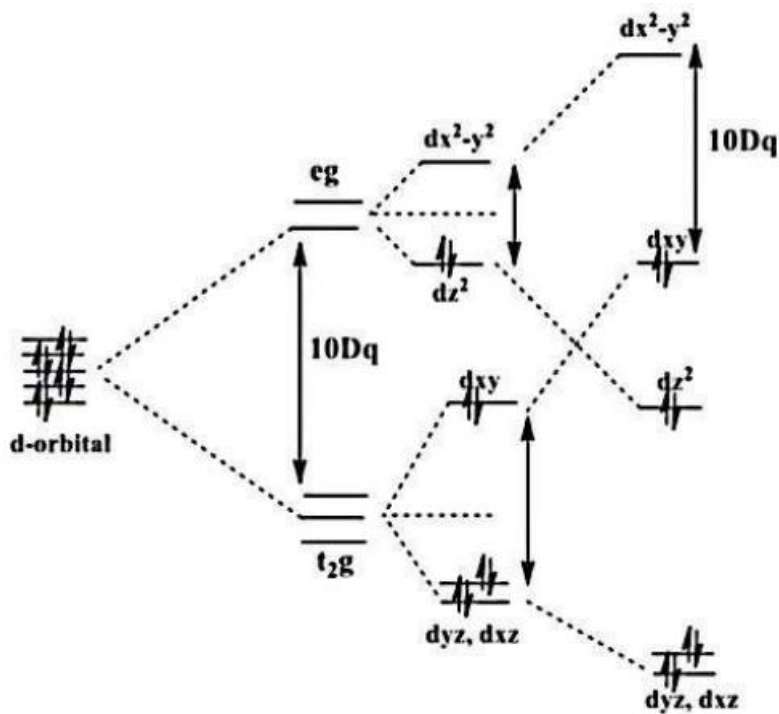 dx²-y²
dx²-y²
10Dq
eg
dxy
dz²
10Dq
dxy
dz²
d-orbital
t₂g
dyz, dxz
dyz, dxz